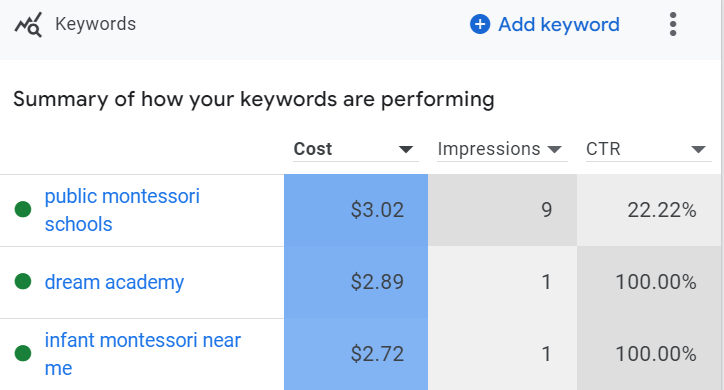 Keywords
Add keyword
Summary of how your keywords are performing
Cost Impressions CTR
public montessori
schools
$3.02 9 22.22%
dream academy
$2.89 1 100.00%
infant montessori near
me
$2.72 1 100.00%